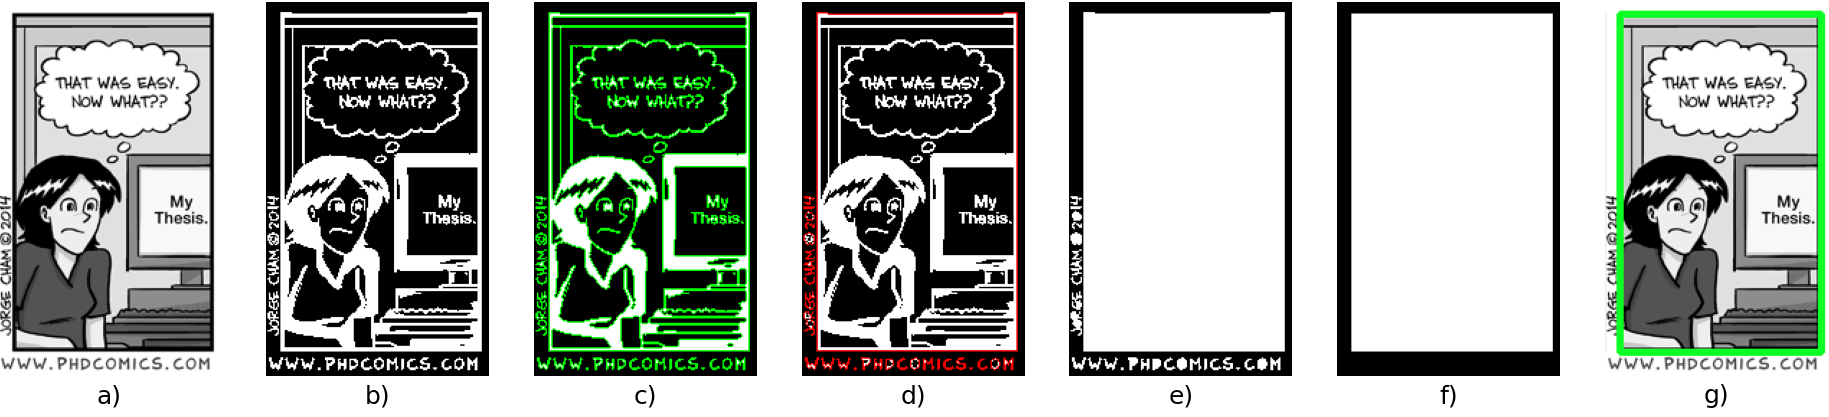 THAT WAS EASY.
NOW WHAT??
My
Thesis.
JORGE CHAM © 2014
WWW.PHDCOMICS.COM
a)
THAT WAS EASY.
NOW WHAT??
My
Thesis.
JORGE CHAM © 2014
WWW.PHDCOMICS.COM
b)
THAT WAS EASY.
NOW WHAT??
My
Thesis.
JORGE CHAM © 2014
WWW.PHDCOMICS.COM
c)
THAT WAS EASY.
NOW WHAT??
My
Thesis.
JORGE CHAM © 2014
WWW.PHDCOMICS.COM
d)
JORGE CHAM © 2014
WWW.PHDCOMICS.COM
e)
f)
THAT WAS EASY.
NOW WHAT??
My
Thesis.
JORGE CHAM © 2014
WWW.PHDCOMICS.COM
g)